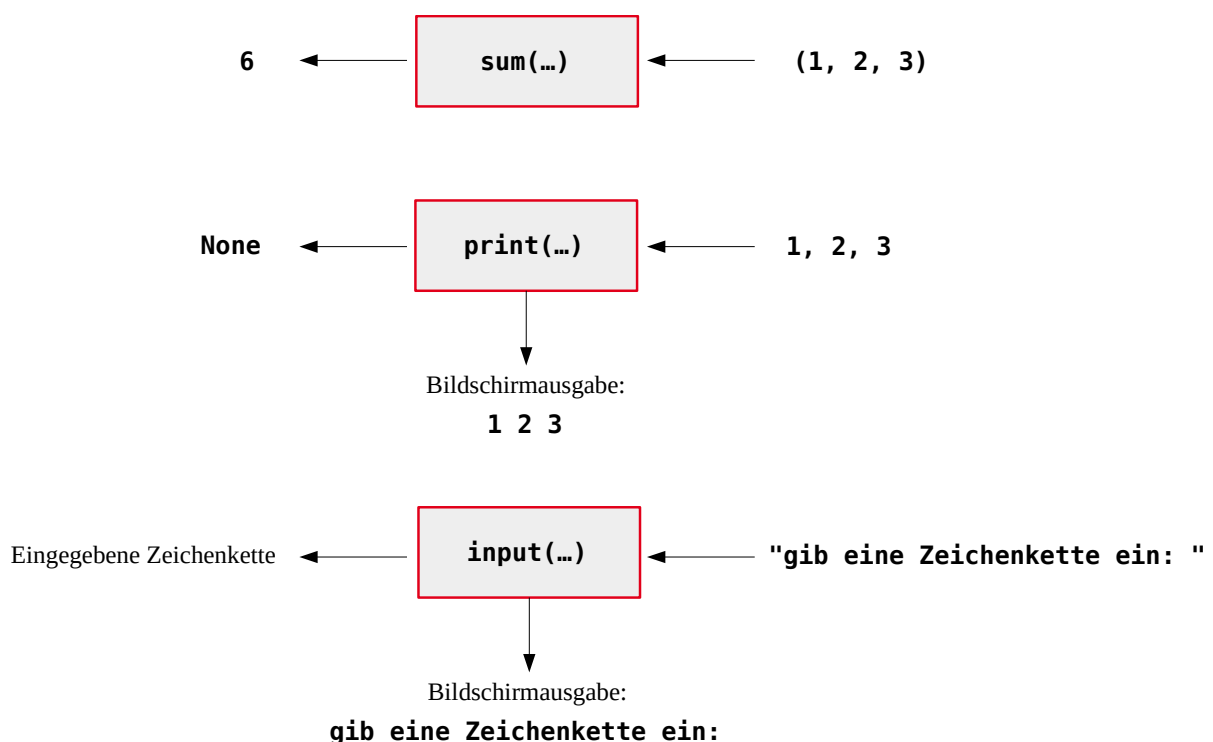 6 sum(…) (1, 2, 3)
None print(…) 1, 2, 3
Bildschirmausgabe:
1 2 3
Eingegebene Zeichenkette input(…) "gib eine Zeichenkette ein: "
Bildschirmausgabe:
gib eine Zeichenkette ein: